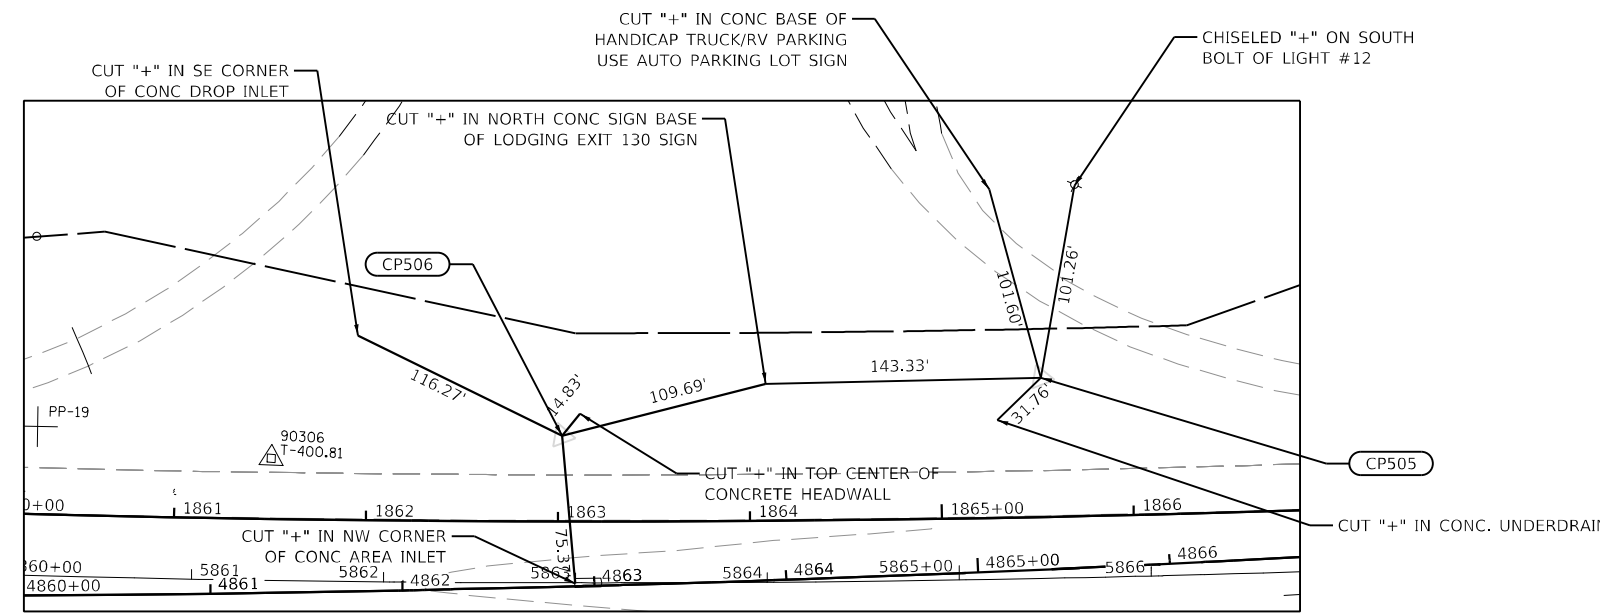 CUT "+" IN CONC BASE OF
HANDICAP TRUCK/RV PARKING
USE AUTO PARKING LOT SIGN
CHISELED "+" ON SOUTH
BOLT OF LIGHT #12
CUT "+" IN SE CORNER
OF CONC DROP INLET
CUT "+" IN NORTH CONC SIGN BASE
OF LODGING EXIT 130 SIGN
CP506
101.60'
101.26'
116.27'
14.83'
109.69'
143.33'
31.76'
PP-19
90306
T-400.81
CP505
CUT "+" IN TOP CENTER OF
CONCRETE HEADWALL
0+00
1861
1862
1863
1864
1865+00
1866
CUT "+" IN CONC. UNDERDRAIN
CUT "+" IN NW CORNER
OF CONC AREA INLET
360+00
5861
5862
5864
5865+00
5866
4860+00
4861
4862
4863
4864
4865+00
4866